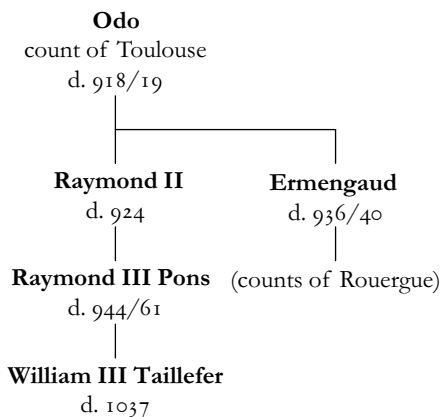 Odo
count of Toulouse
d. 918/19
Raymond II
d. 924
Ermengaud
d. 936/40
Raymond III Pons
d. 944/61
(counts of Rouergue)
William III Taillefer
d. 1037